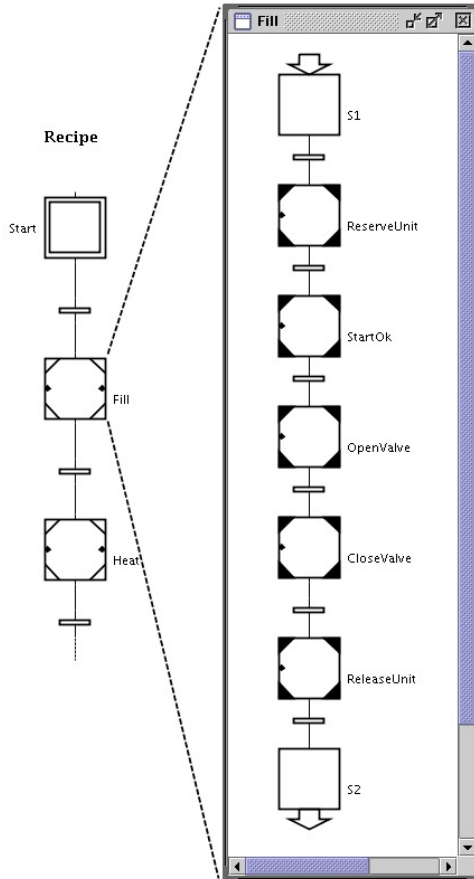 Recipe
Start
Fill
Heat
Fill
S1
ReserveUnit
StartOk
OpenValve
CloseValve
ReleaseUnit
S2